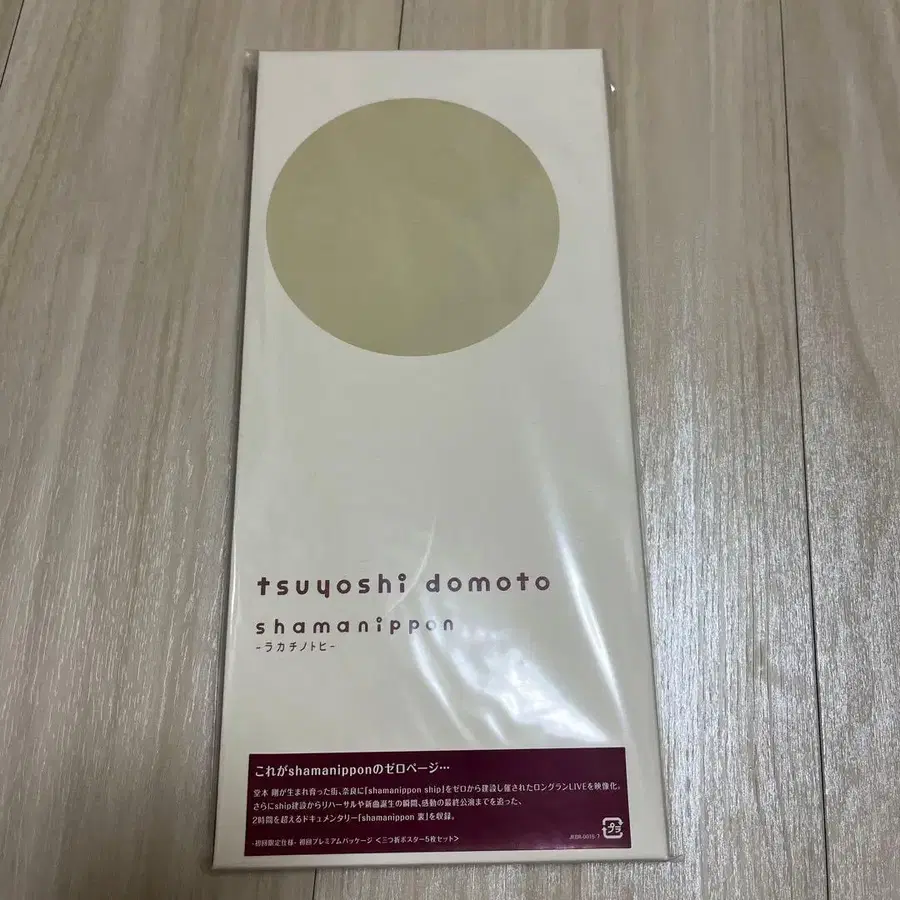 tsuyoshi domoto
shamanippon
-ラカチノトヒ-
これがshamanipponのゼロページ…
堂本 剛が生まれ育った街、奈良に「shamanippon ship」をゼロから建設し催されたロングランLIVEを映像化。
さらにship建設からリハーサルや新曲誕生の瞬間、感動の最終公演までを追った、
2時間を超えるドキュメンタリー「shamanippon 裏」を収録。
-初回限定仕様- 初回プレミアムパッケージ <三つ折ポスター5枚セット>
プラ